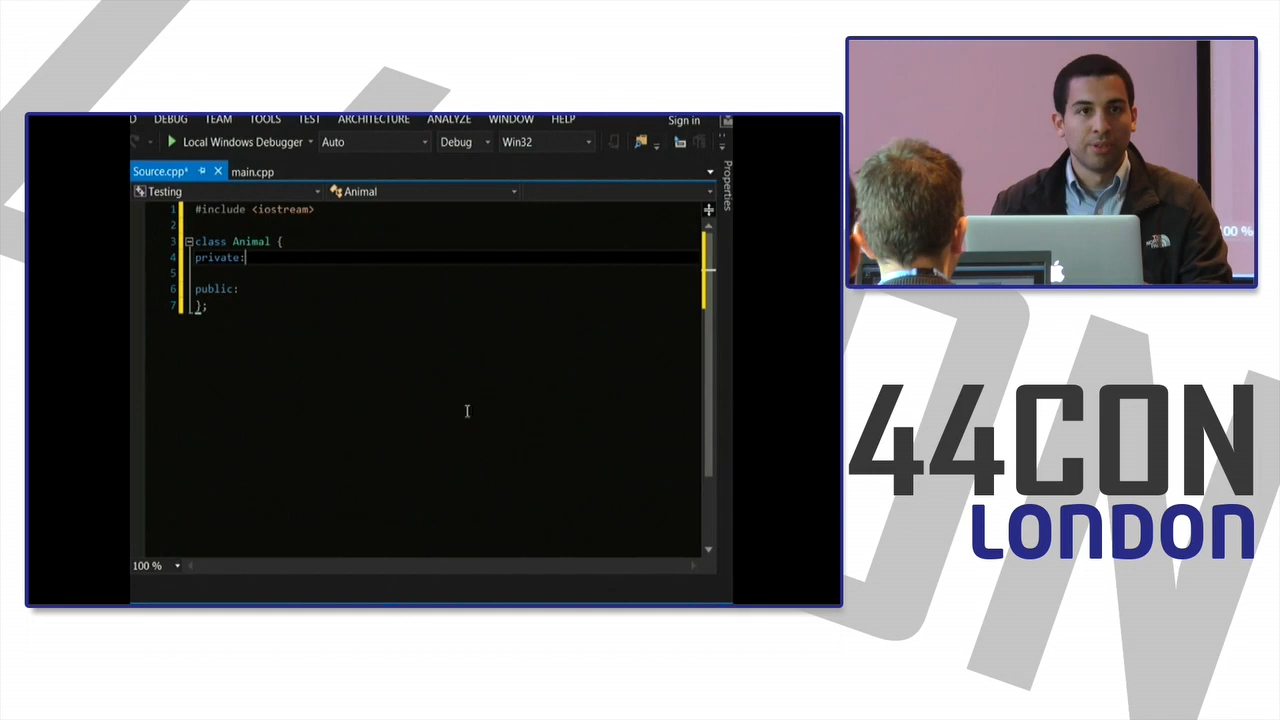 D DEBUG TEAM TOOLS TEST ARCHITECTURE ANALYZE WINDOW HELP Sign in
Local Windows Debugger Auto Debug Win32
Source.cpp* main.cpp
Testing Animal
Properties
1 #include <iostream>
2
3 class Animal {
4 private:
5
6 public:
7 };
100 %
00 %
44CON
LONDON